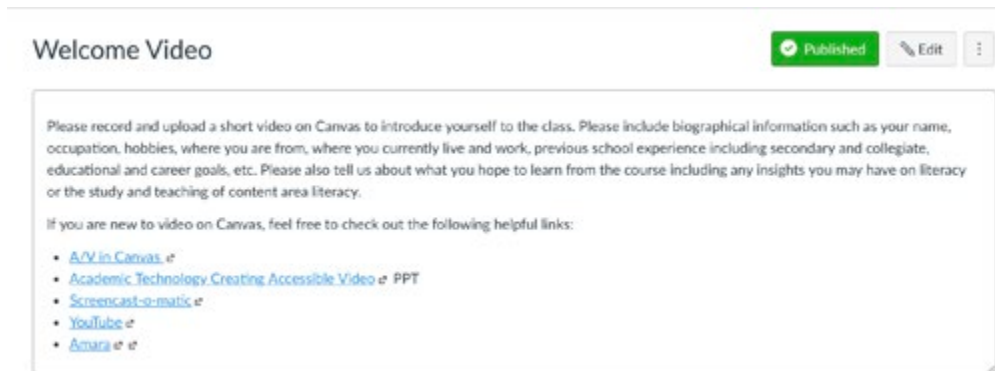 Welcome Video
Published
Edit
Please record and upload a short video on Canvas to introduce yourself to the class. Please include biographical information such as your name,
occupation, hobbies, where you are from, where you currently live and work, previous school experience including secondary and collegiate,
educational and career goals, etc. Please also tell us about what you hope to learn from the course including any insights you may have on literacy
or the study and teaching of content area literacy.
If you are new to video on Canvas, feel free to check out the following helpful links:
• A/V in Canvas
• Academic Technology Creating Accessible Video PPT
• Screencast-o-matic
• YouTube
• Amara